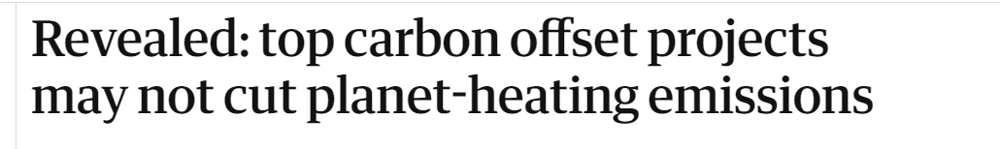 Revealed: top carbon offset projects
may not cut planet-heating emissions